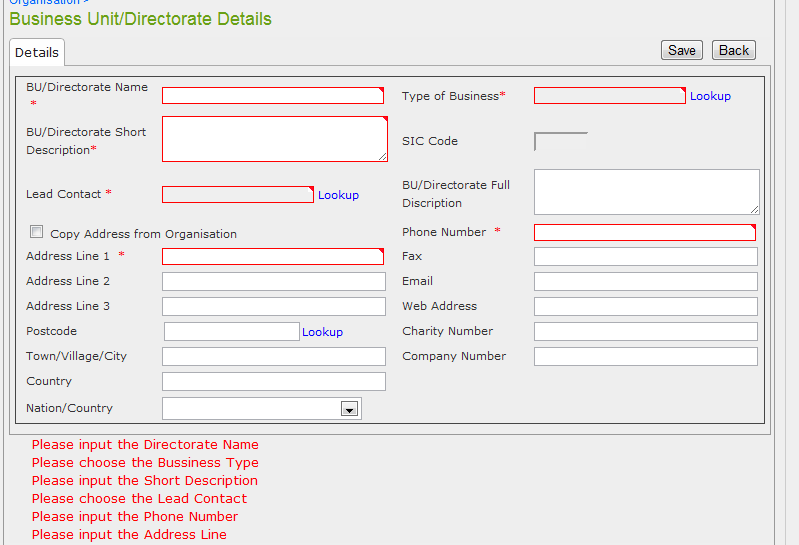 Organisation >
Business Unit/Directorate Details
Details
Save Back
BU/Directorate Name
*
Type of Business* Lookup
BU/Directorate Short
Description*
SIC Code
Lead Contact * Lookup
BU/Directorate Full
Discription
Copy Address from Organisation
Phone Number *
Address Line 1 *
Fax
Address Line 2
Email
Address Line 3
Web Address
Postcode Lookup
Charity Number
Town/Village/City
Company Number
Country
Nation/Country
Please input the Directorate Name
Please choose the Bussiness Type
Please input the Short Description
Please choose the Lead Contact
Please input the Phone Number
Please input the Address Line